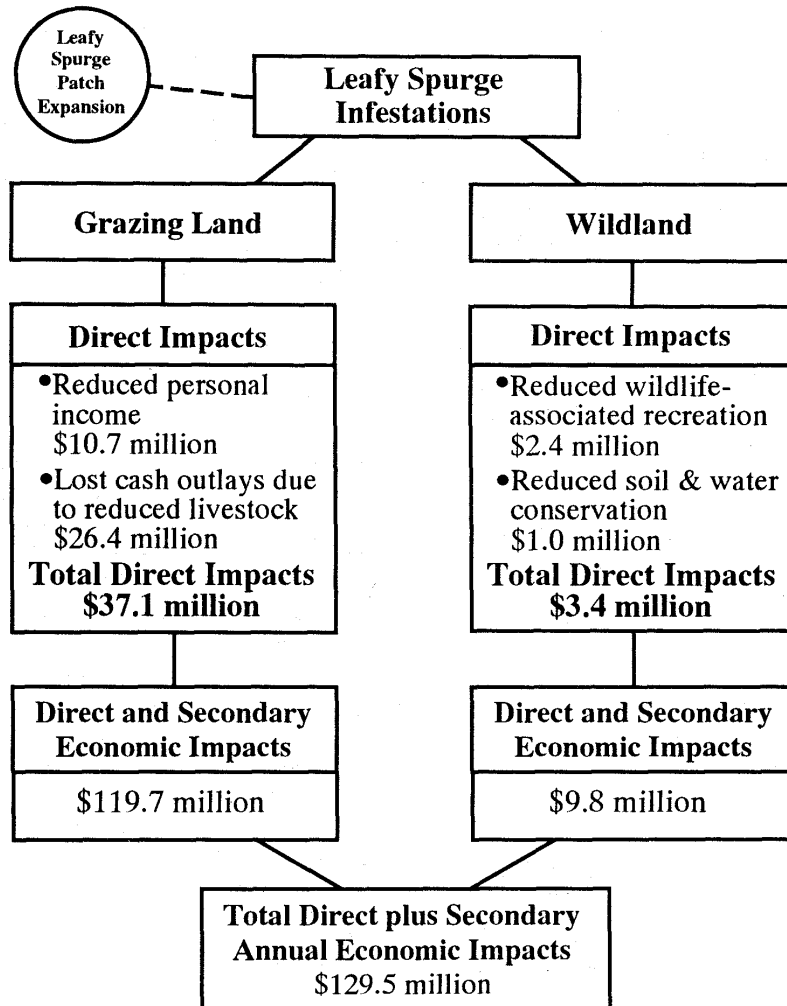 Leafy
Spurge
Patch
Expansion
Leafy Spurge
Infestations
Grazing Land
Wildland
Direct Impacts
•Reduced personal
income
$10.7 million
•Lost cash outlays due
to reduced livestock
$26.4 million
Total Direct Impacts
$37.1 million
Direct Impacts
•Reduced wildlife-
associated recreation
$2.4 million
•Reduced soil & water
conservation
$1.0 million
Total Direct Impacts
$3.4 million
Direct and Secondary
Economic Impacts
$119.7 million
Direct and Secondary
Economic Impacts
$9.8 million
Total Direct plus Secondary
Annual Economic Impacts
$129.5 million